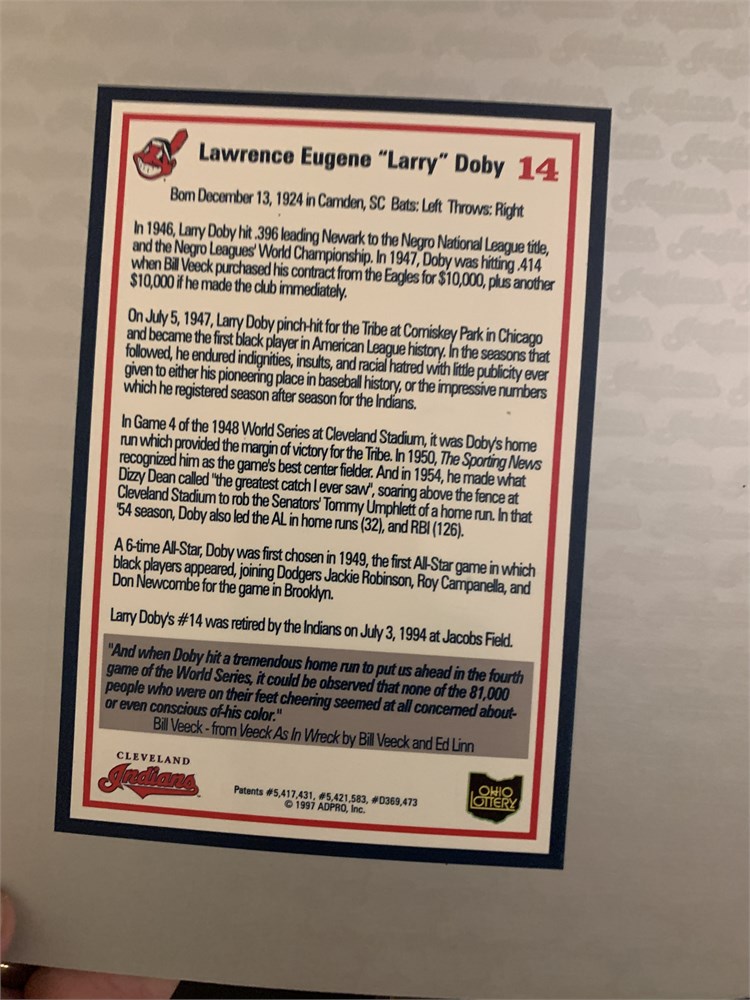 Lawrence Eugene "Larry" Doby 14
Born December 13, 1924 in Camden, SC Bats: Left Throws: Right
In 1946, Larry Doby hit .396 leading Newark to the Negro National League title,
and the Negro Leagues' World Championship. In 1947, Doby was hitting .414
when Bill Veeck purchased his contract from the Eagles for $10,000, plus another
$10,000 if he made the club immediately.
On July 5, 1947, Larry Doby pinch-hit for the Tribe at Comiskey Park in Chicago
and became the first black player in American League history. In the seasons that
followed, he endured indignities, insults, and racial hatred with little publicity ever
given to either his pioneering place in baseball history, or the impressive numbers
which he registered season after season for the Indians.
In Game 4 of the 1948 World Series at Cleveland Stadium, it was Doby's home
run which provided the margin of victory for the Tribe. In 1950, The Sporting News
recognized him as the game's best center fielder. And in 1954, he made what
Dizzy Dean called "the greatest catch I ever saw", soaring above the fence at
Cleveland Stadium to rob the Senators' Tommy Umphlett of a home run. In that
'54 season, Doby also led the AL in home runs (32), and RBI (126).
A 6-time All-Star, Doby was first chosen in 1949, the first All-Star game in which
black players appeared, joining Dodgers Jackie Robinson, Roy Campanella, and
Don Newcombe for the game in Brooklyn.
Larry Doby's #14 was retired by the Indians on July 3, 1994 at Jacobs Field.
"And when Doby hit a tremendous home run to put us ahead in the fourth
game of the World Series, it could be observed that none of the 81,000
people who were on their feet cheering seemed at all concerned about-
or even conscious of-his color."
Bill Veeck - from Veeck As In Wreck by Bill Veeck and Ed Linn
CLEVELAND
Indians
Patents #5,417,431, #5,421,583, #D369,473
© 1997 ADPRO, Inc.
OHIO
LOTTERY